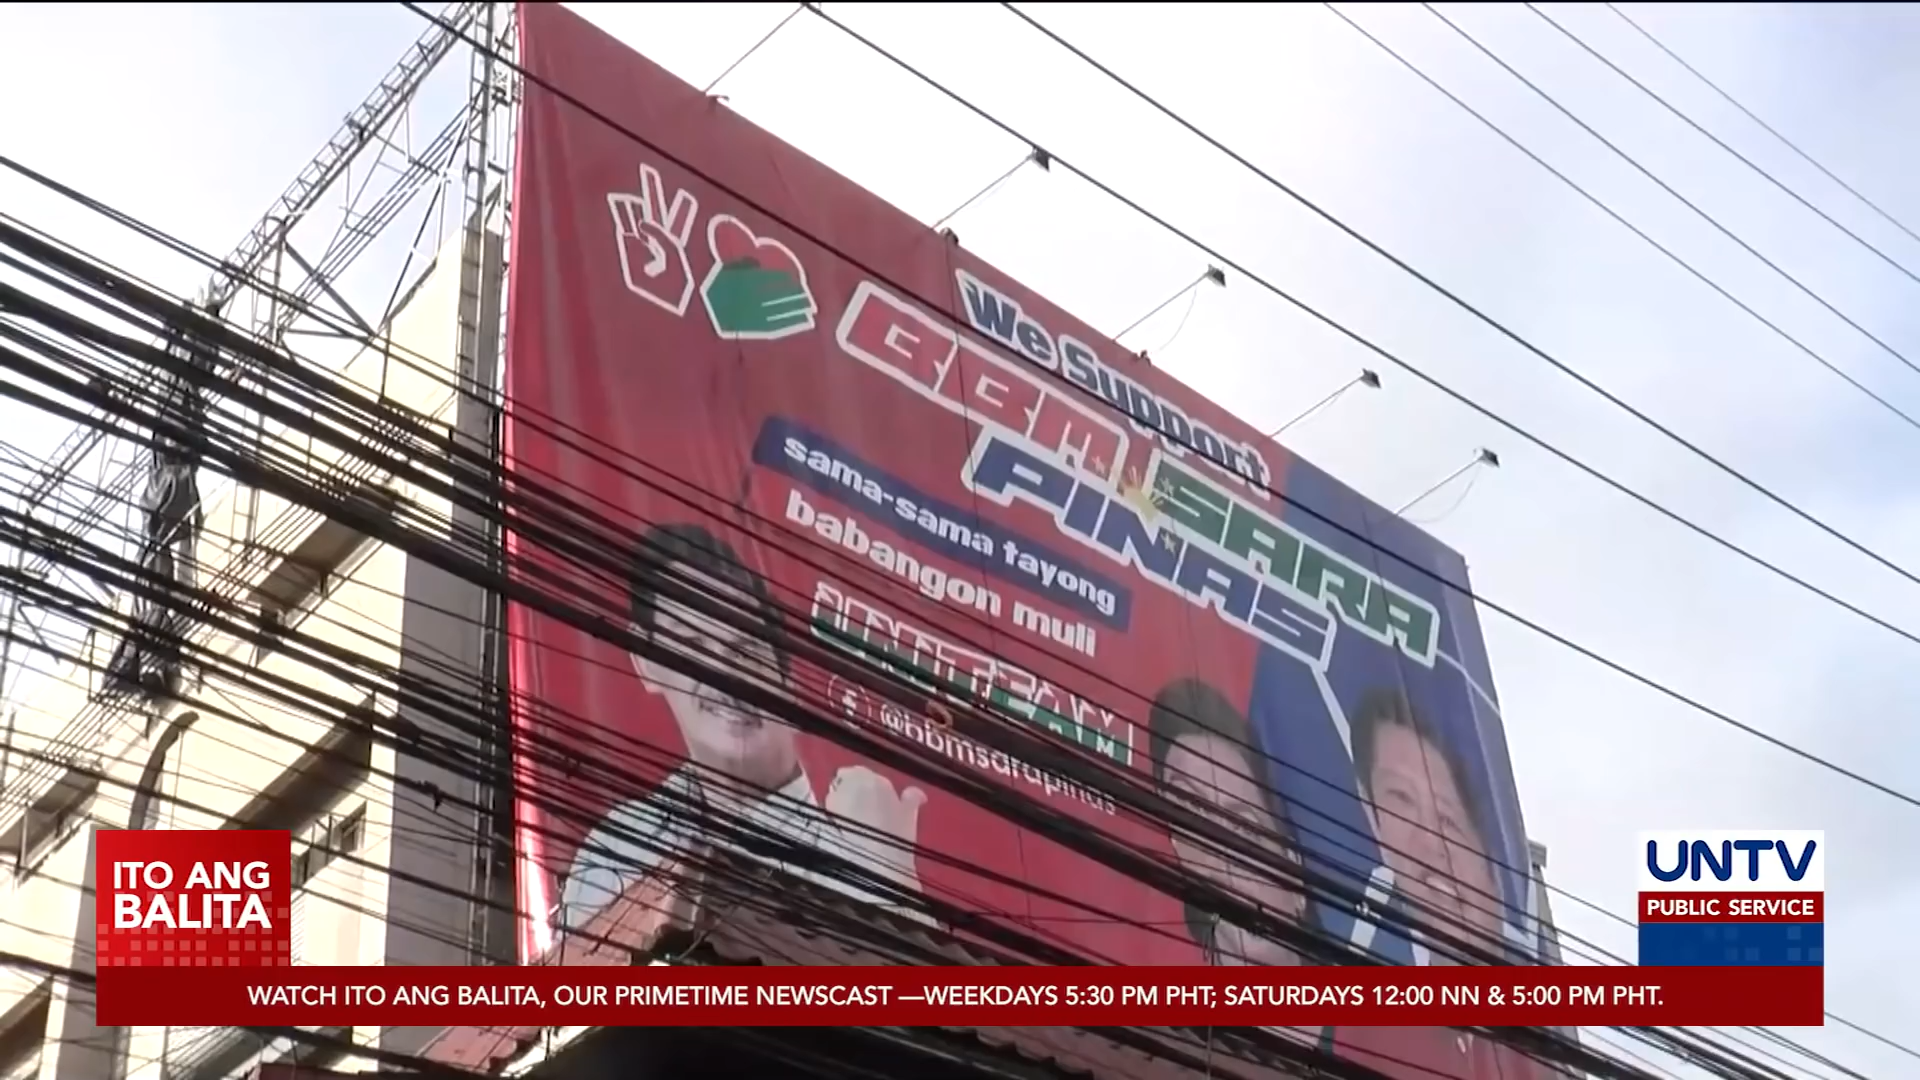 We Support
BBM SARA
PINAS
sama-sama tayong
babangon muli
UNITEAM
@bbmsarapinas
ITO ANG
BALITA
UNTV
PUBLIC SERVICE
WATCH ITO ANG BALITA, OUR PRIMETIME NEWSCAST —WEEKDAYS 5:30 PM PHT; SATURDAYS 12:00 NN & 5:00 PM PHT.